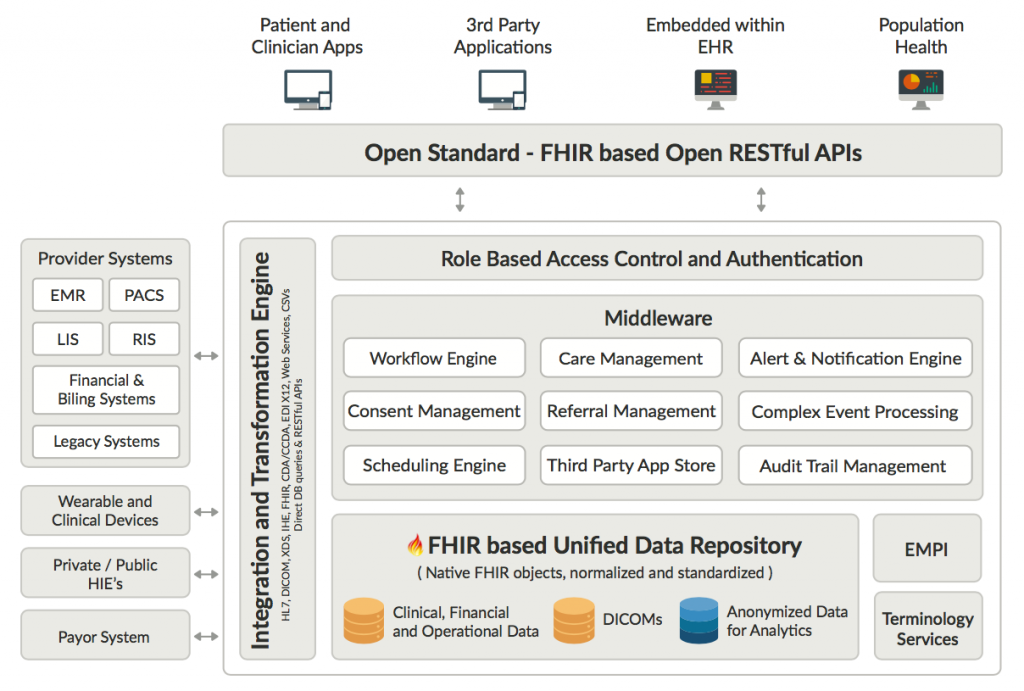 Patient and
Clinician Apps
3rd Party
Applications
Embedded within
EHR
Population
Health
Open Standard - FHIR based Open RESTful APIs
Provider Systems
EMR
PACS
LIS
RIS
Financial &
Biling Systems
Legacy Systems
Wearable and
Clinical Devices
Private / Public
HIE's
Payor System
Integration and Transformation Engine
HL7, DICOM, XDS, IHE, FHIR, CDA/CCDA, EDI X12, Web Services, CSVs
Direct DB queries & RESTful APIs
Role Based Access Control and Authentication
Middleware
Workflow Engine
Care Management
Alert & Notification Engine
Consent Management
Referral Management
Complex Event Processing
Scheduling Engine
Third Party App Store
Audit Trail Management
FHIR based Unified Data Repository
( Native FHIR objects, normalized and standardized )
Clinical, Financial
and Operational Data
DICOMs
Anonymized Data
for Analytics
EMPI
Terminology
Services